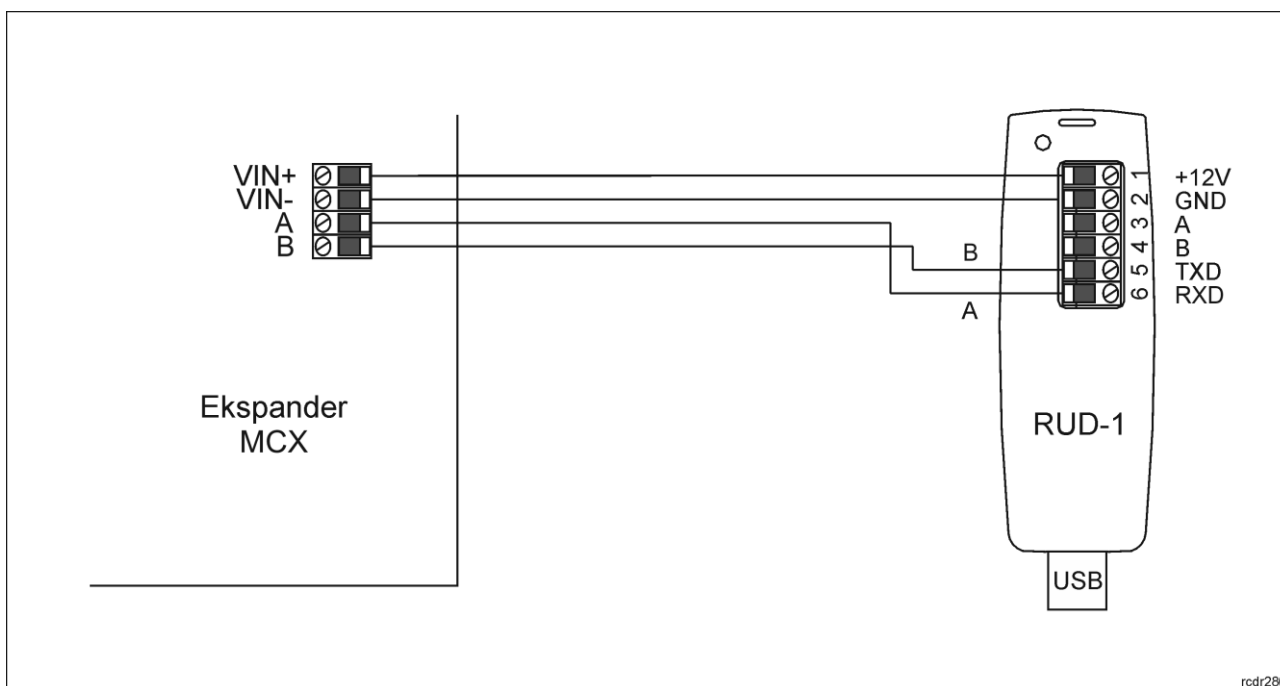 VIN+
VIN-
A
B
Ekspander
MCX
B
A
1
2
3
4
5
6
+12V
GND
A
B
TXD
RXD
RUD-1
USB